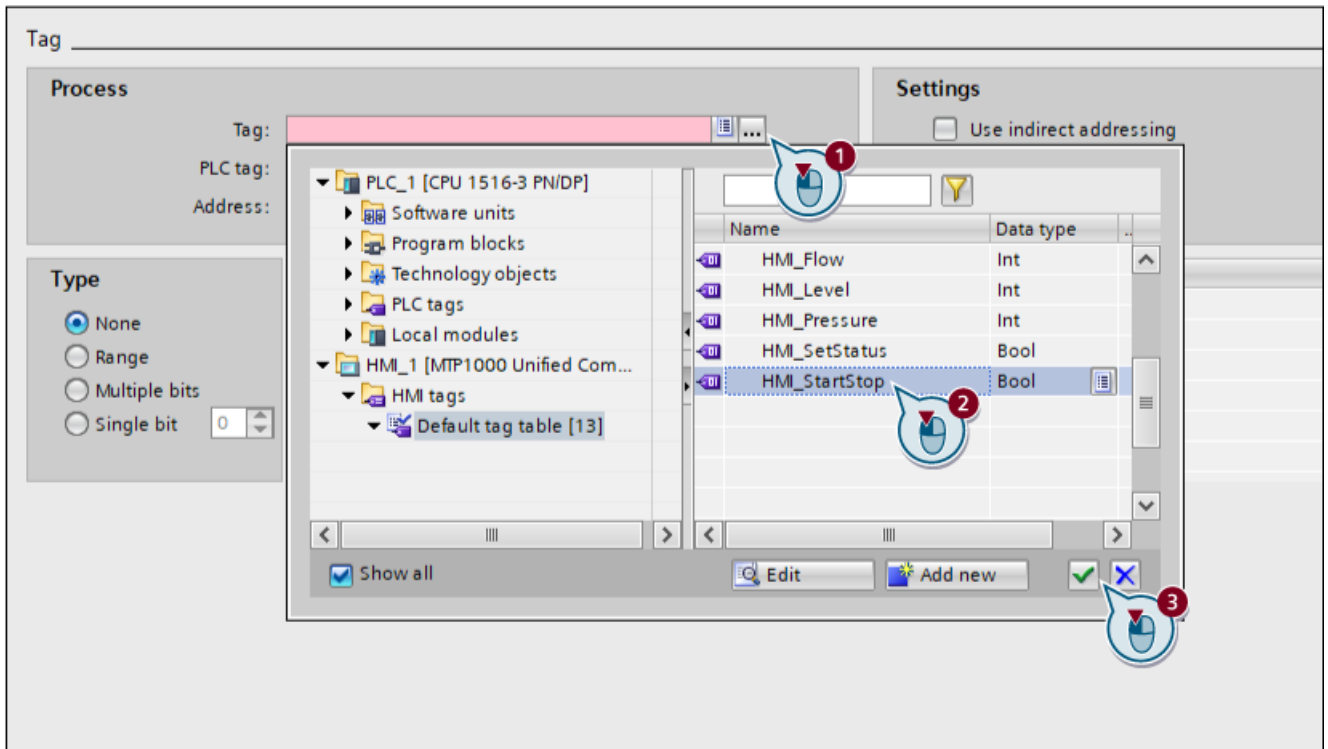 Tag
Process
Settings
Tag:
...
Use indirect addressing
1
PLC tag:
Address:
PLC_1 [CPU 1516-3 PN/DP]
Software units
Program blocks
Technology objects
PLC tags
Local modules
HMI_1 [MTP1000 Unified Com...
HMI tags
Default tag table [13]
Name Data type ..
HMI_Flow Int
HMI_Level Int
HMI_Pressure Int
HMI_SetStatus Bool
HMI_StartStop Bool
2
Type
None
Range
Multiple bits
Single bit 0
Show all
Edit
Add new
3